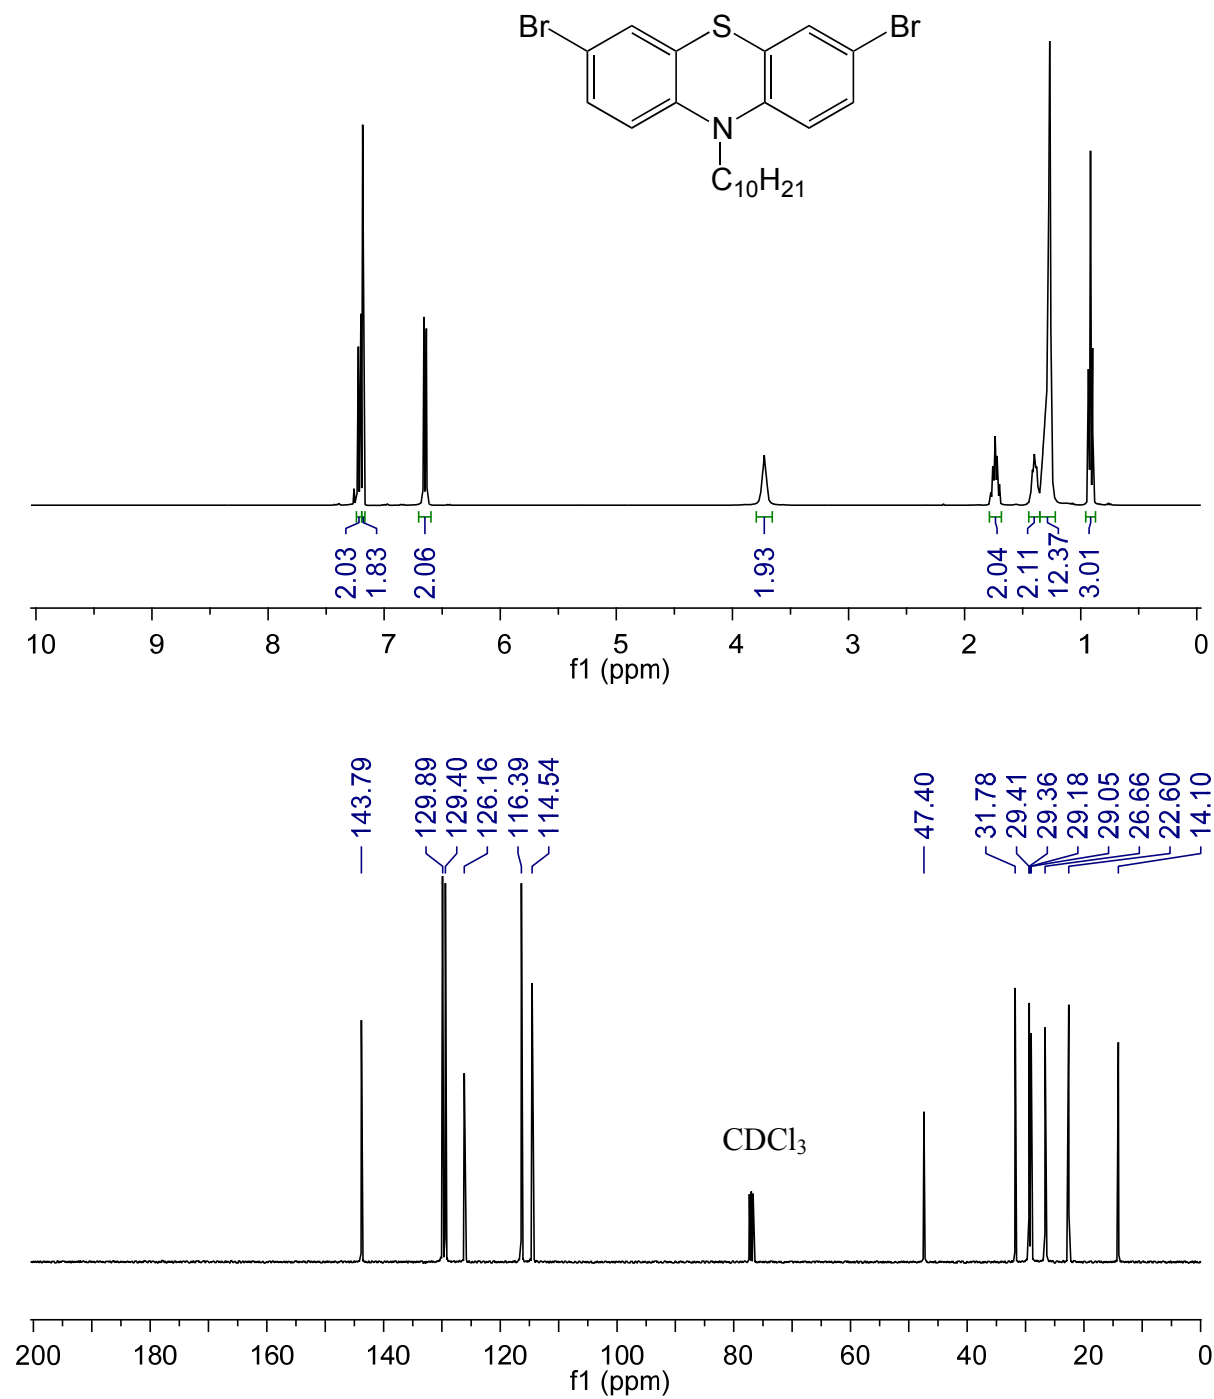 Br S Br
N
C10H21
2.03 1.83 2.06 1.93 2.04 2.11 12.37 3.01
10 9 8 7 6 5 4 3 2 1 0
f1 (ppm)
143.79 129.89 129.40 126.16 116.39 114.54 47.40 31.78 29.41 29.36 29.18 29.05 26.66 22.60 14.10
CDCl3
200 180 160 140 120 100 80 60 40 20 0
f1 (ppm)